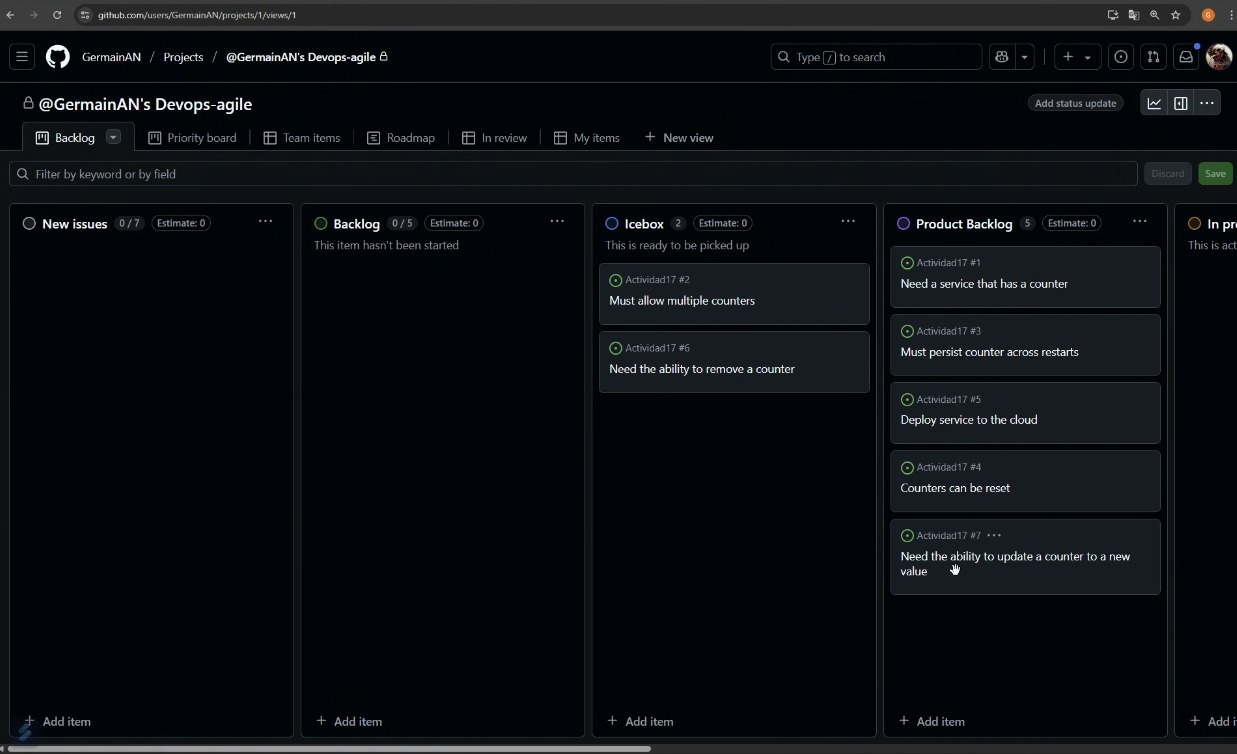 github.com/users/GermainAN/projects/1/views/1
G
GermainAN / Projects / @GermainAN's Devops-agile
Type / to search
@GermainAN's Devops-agile
Add status update
Backlog
Priority board
Team items
Roadmap
In review
My items
New view
Filter by keyword or by field
Discard
Save
New issues 0 / 7 Estimate: 0
Add item
Backlog 0 / 5 Estimate: 0
This item hasn't been started
Add item
Icebox 2 Estimate: 0
This is ready to be picked up
Actividad17 #2
Must allow multiple counters
Actividad17 #6
Need the ability to remove a counter
Add item
Product Backlog 5 Estimate: 0
Actividad17 #1
Need a service that has a counter
Actividad17 #3
Must persist counter across restarts
Actividad17 #5
Deploy service to the cloud
Actividad17 #4
Counters can be reset
Actividad17 #7
Need the ability to update a counter to a new
value
Add item
In pr
This is act
Add i